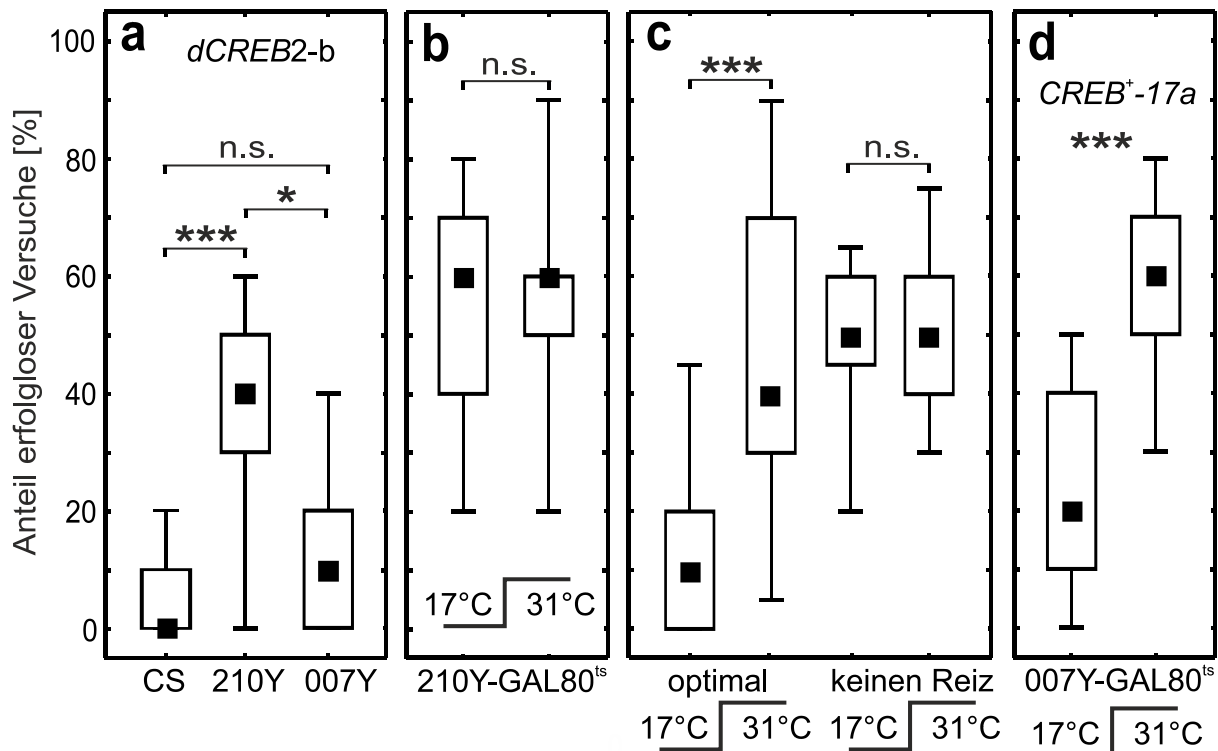 a
dCREB2-b
b
c
d
CREB⁺-17a
100
80
60
40
20
0
Anteil erfolgloser Versuche [%]
n.s.
***
*
n.s.
***
n.s.
***
17°C
31°C
CS
210Y
007Y
210Y-GAL80ᵗˢ
optimal
keinen Reiz
007Y-GAL80ᵗˢ
17°C
31°C
17°C
31°C
17°C
31°C